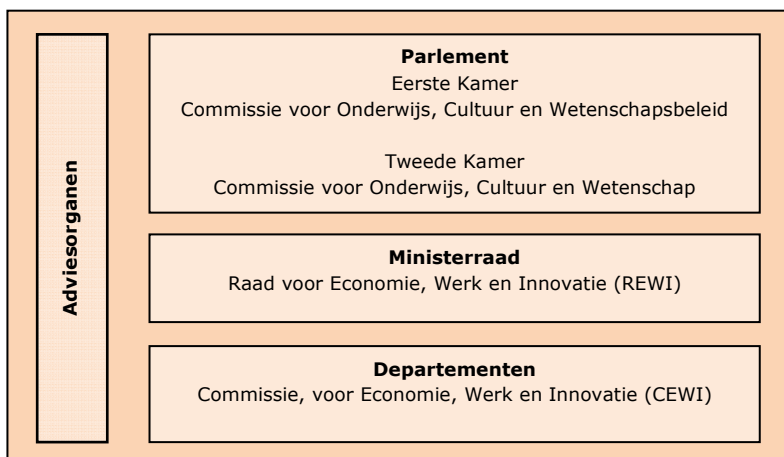 Adviesorganen
Parlement
Eerste Kamer
Commissie voor Onderwijs, Cultuur en Wetenschapsbeleid
Tweede Kamer
Commissie voor Onderwijs, Cultuur en Wetenschap
Ministerraad
Raad voor Economie, Werk en Innovatie (REWI)
Departementen
Commissie, voor Economie, Werk en Innovatie (CEWI)